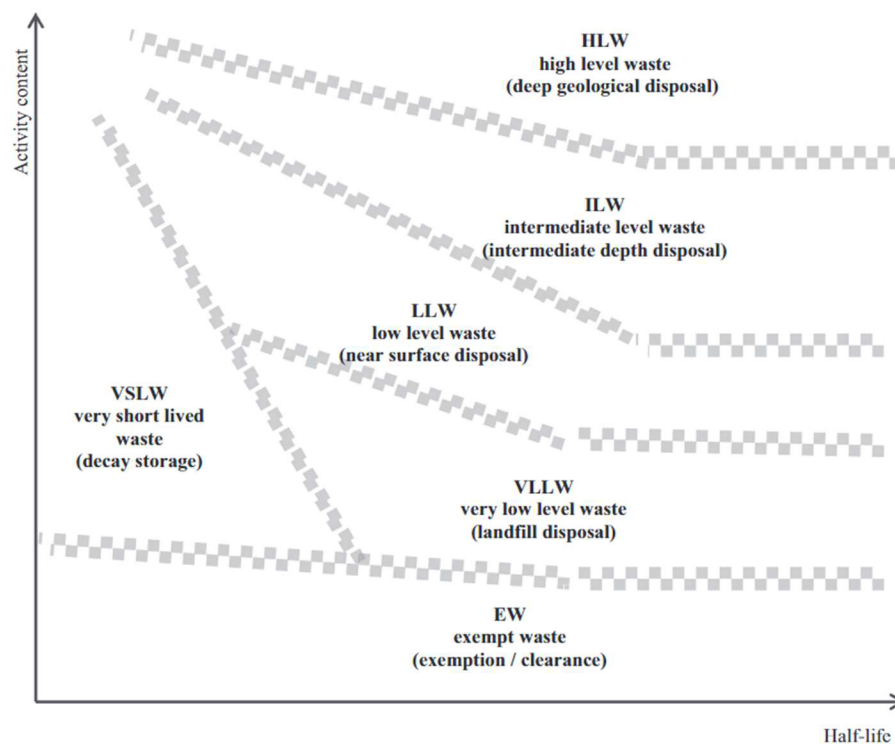 Activity content
HLW
high level waste
(deep geological disposal)
ILW
intermediate level waste
(intermediate depth disposal)
LLW
low level waste
(near surface disposal)
VSLW
very short lived
waste
(decay storage)
VLLW
very low level waste
(landfill disposal)
EW
exempt waste
(exemption / clearance)
Half-life